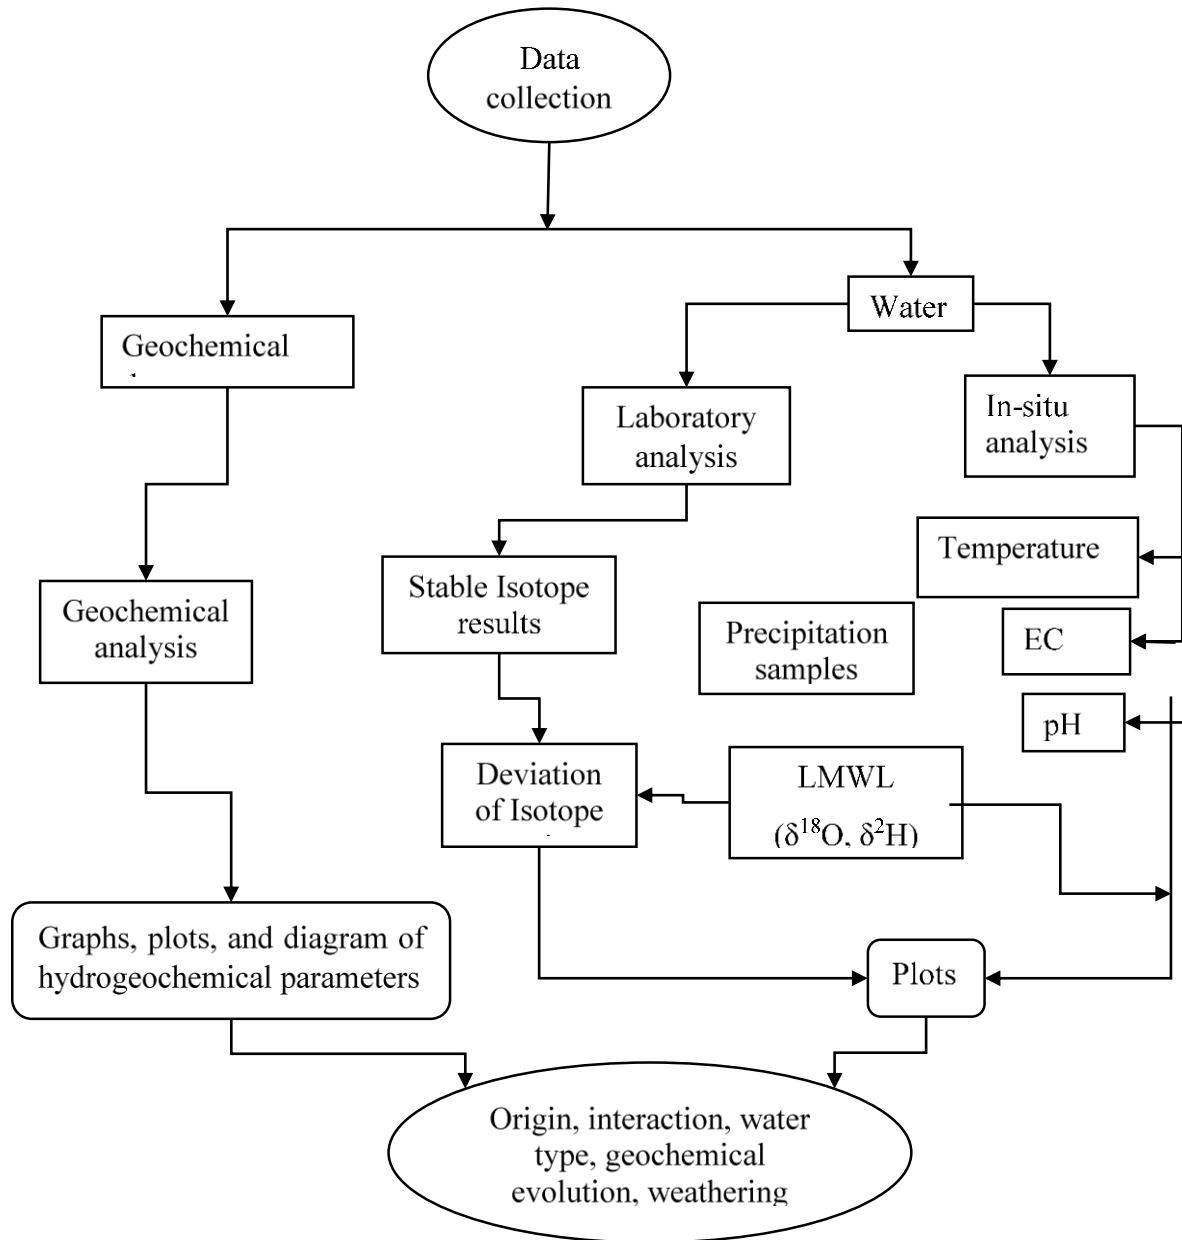 Data
collection
Water
Geochemical
Laboratory
analysis
In-situ
analysis
Temperature
Stable Isotope
results
Geochemical
analysis
Precipitation
samples
EC
pH
Deviation
of Isotope
LMWL
(δ¹⁸O, δ²H)
Graphs, plots, and diagram of
hydrogeochemical parameters
Plots
Origin, interaction, water
type, geochemical
evolution, weathering